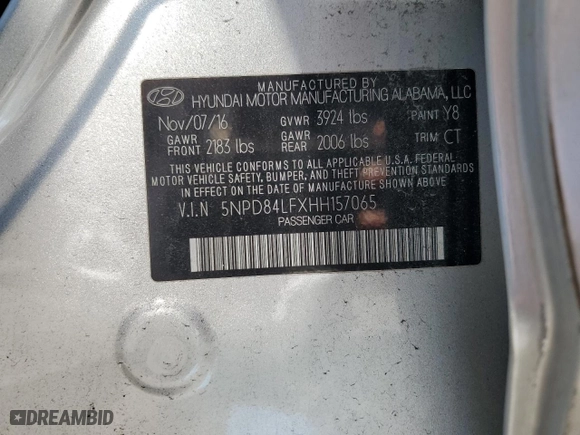 MANUFACTURED BY
HYUNDAI MOTOR MANUFACTURING ALABAMA, LLC
Nov/07/16 GVWR 3924 lbs PAINT Y8
GAWR FRONT 2183 lbs GAWR REAR 2006 lbs TRIM CT
THIS VEHICLE CONFORMS TO ALL APPLICABLE U.S.A. FEDERAL
MOTOR VEHICLE SAFETY, BUMPER, AND THEFT PREVENTION STANDARDS
IN EFFECT ON THE DATE OF MANUFACTURE SHOWN ABOVE.
V.I.N 5NPD84LFXHH157065
PASSENGER CAR
DREAMBID